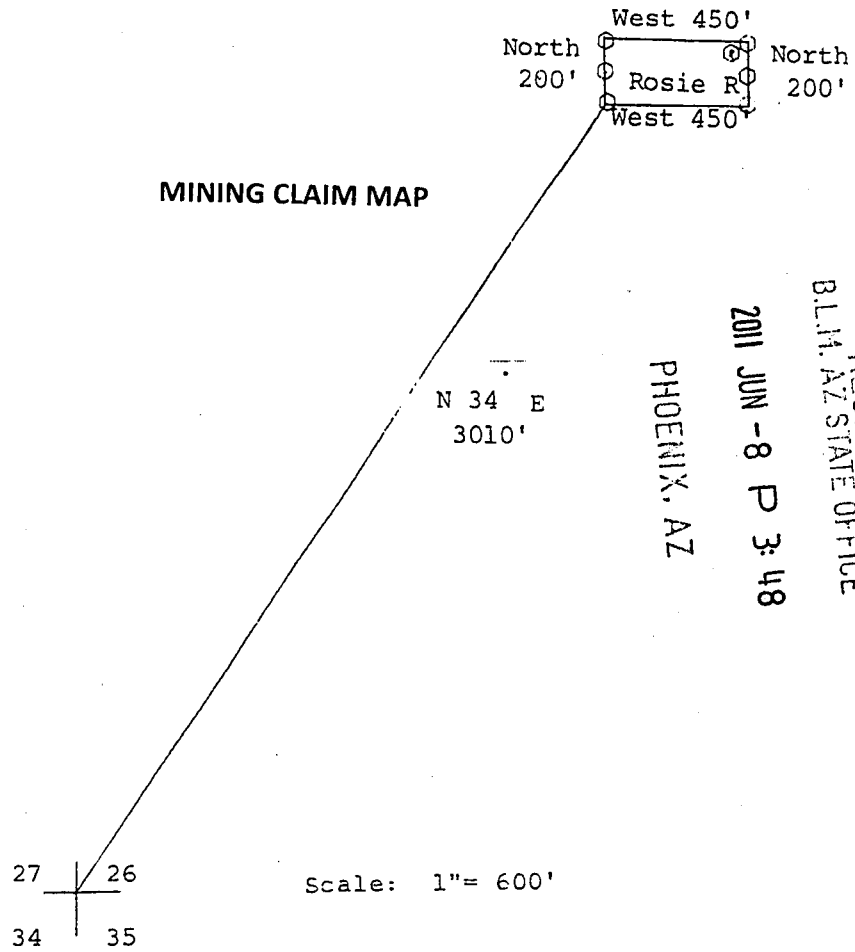 West 450'
North
200'
North
200'
Rosie R
West 450'
MINING CLAIM MAP
N 34 E
3010'
B.L.M. AZ STATE OFFICE
2011 JUN -8 P 3:48
PHOENIX, AZ
27 26
34 35
Scale: 1"= 600'